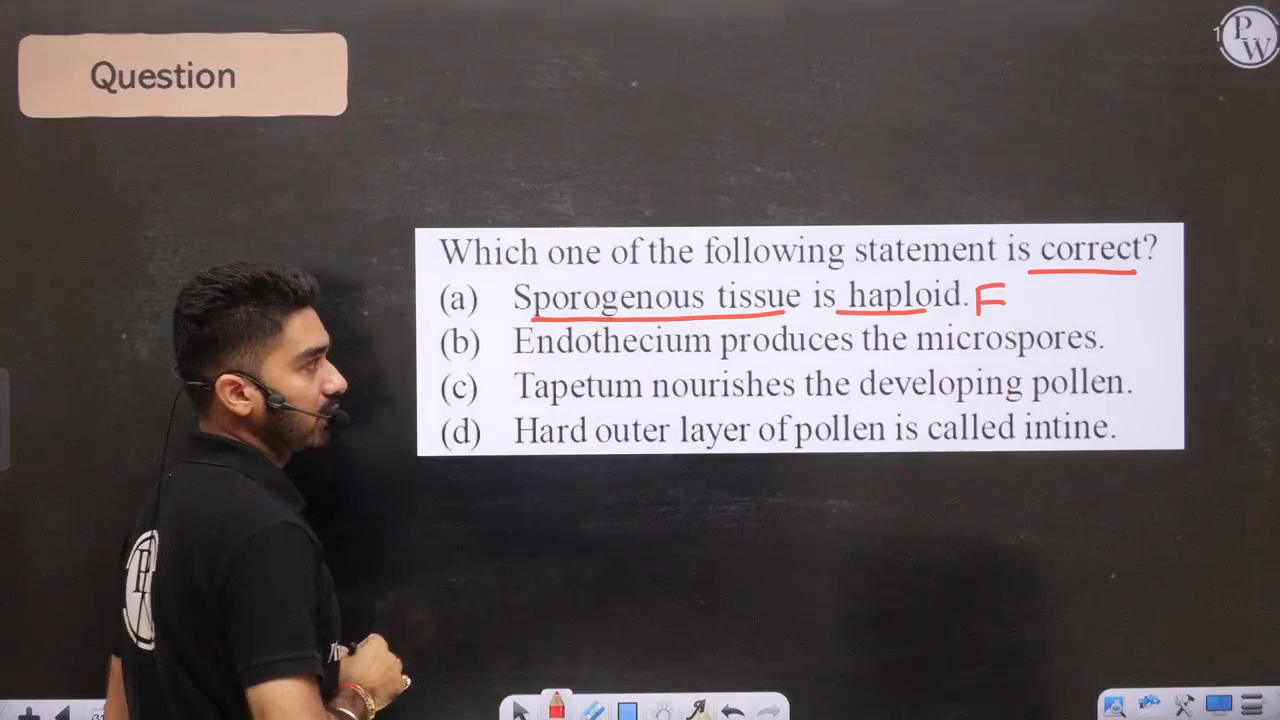 Question
P
W
Which one of the following statement is correct?
(a) Sporogenous tissue is haploid. F
(b) Endothecium produces the microspores.
(c) Tapetum nourishes the developing pollen.
(d) Hard outer layer of pollen is called intine.